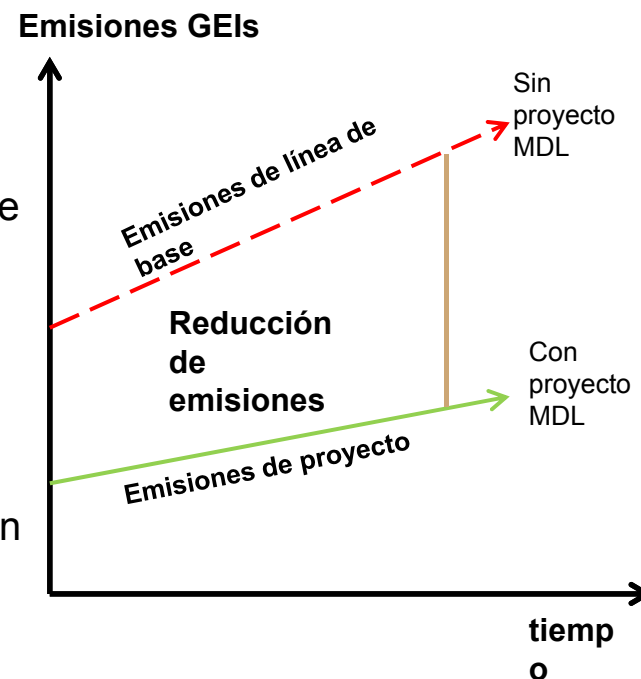 Emisiones GEIs
Sin
proyecto
MDL
Emisiones de línea de
base
e
Reducción
de
emisiones
Con
proyecto
MDL
Emisiones de proyecto
n
tiemp
o